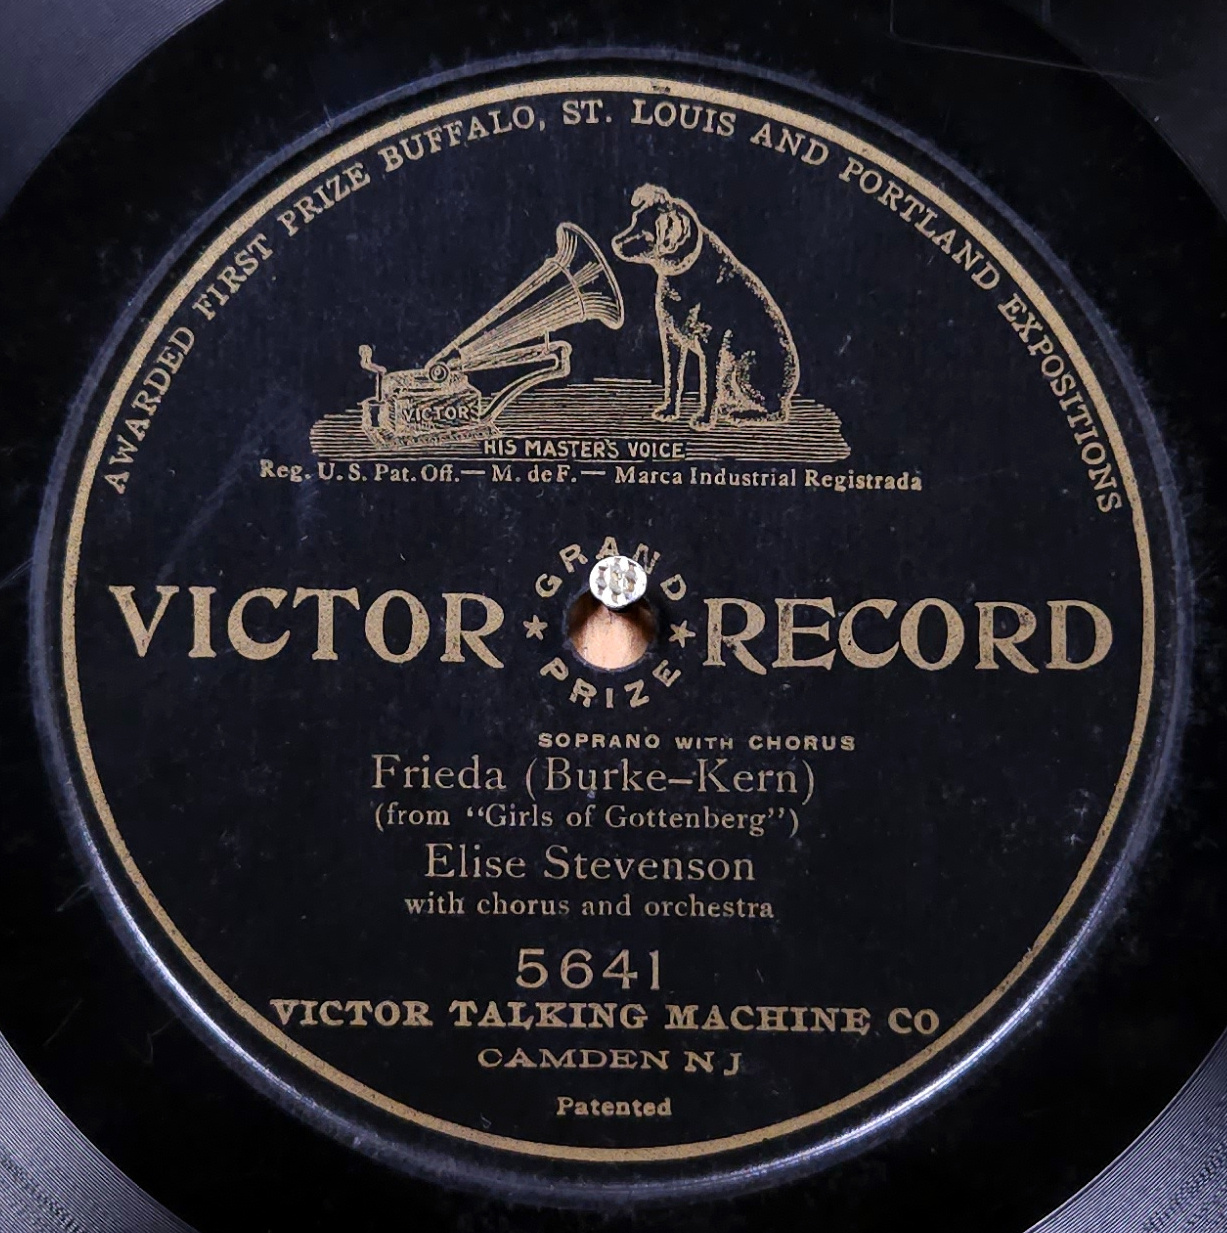 AWARDED FIRST PRIZE BUFFALO, ST. LOUIS AND PORTLAND EXPOSITIONS
VICTOR
HIS MASTER'S VOICE
Reg. U.S. Pat. Off. — M. de F. — Marca Industrial Registrada
GRAND
VICTOR ★ ★ RECORD
PRIZE
SOPRANO WITH CHORUS
Frieda (Burke–Kern)
(from “Girls of Gottenberg”)
Elise Stevenson
with chorus and orchestra
5641
VICTOR TALKING MACHINE CO
CAMDEN N J
Patented